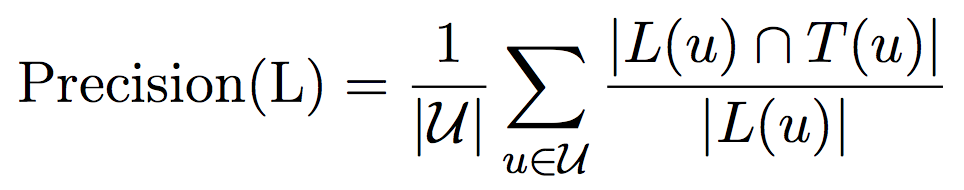 Precision(L) = \frac{1}{|\mathcal{U}|} \sum_{u \in \mathcal{U}} \frac{|L(u) \cap T(u)|}{|L(u)|}